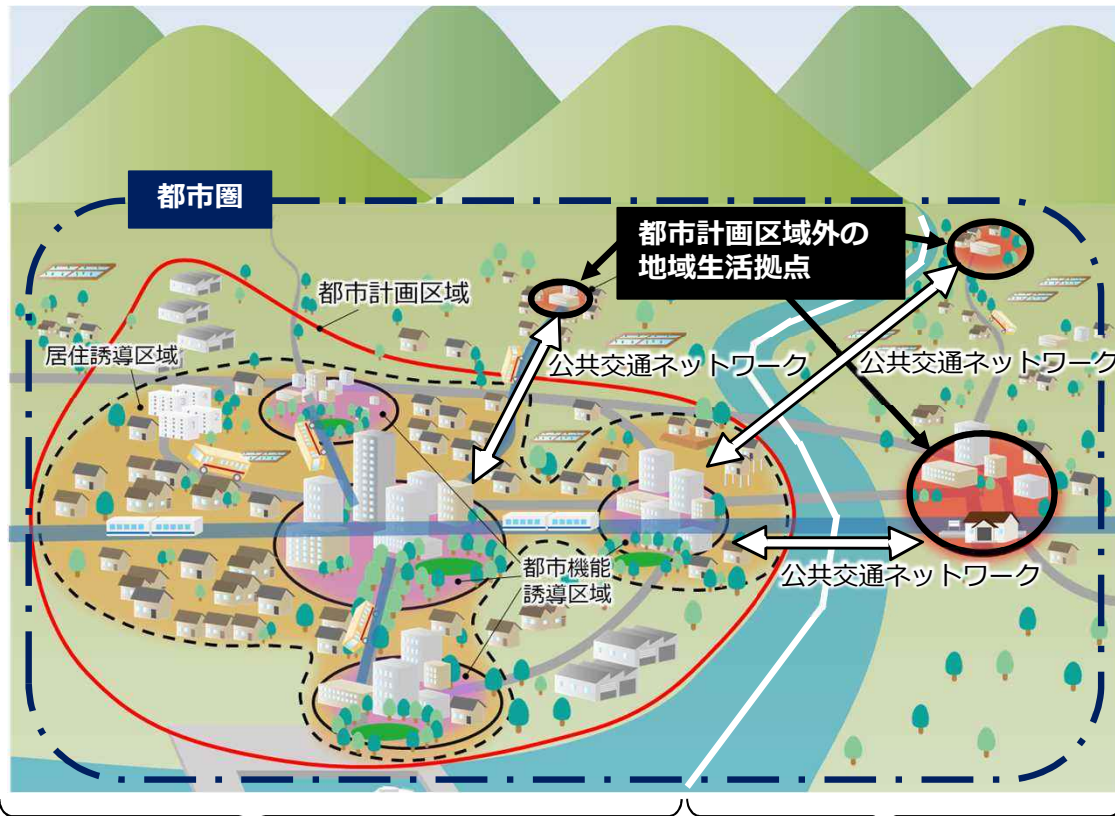 都市圏
都市計画区域外の
地域生活拠点
都市計画区域
居住誘導区域
公共交通ネットワーク
公共交通ネットワーク
都市機能
誘導区域
公共交通ネットワーク